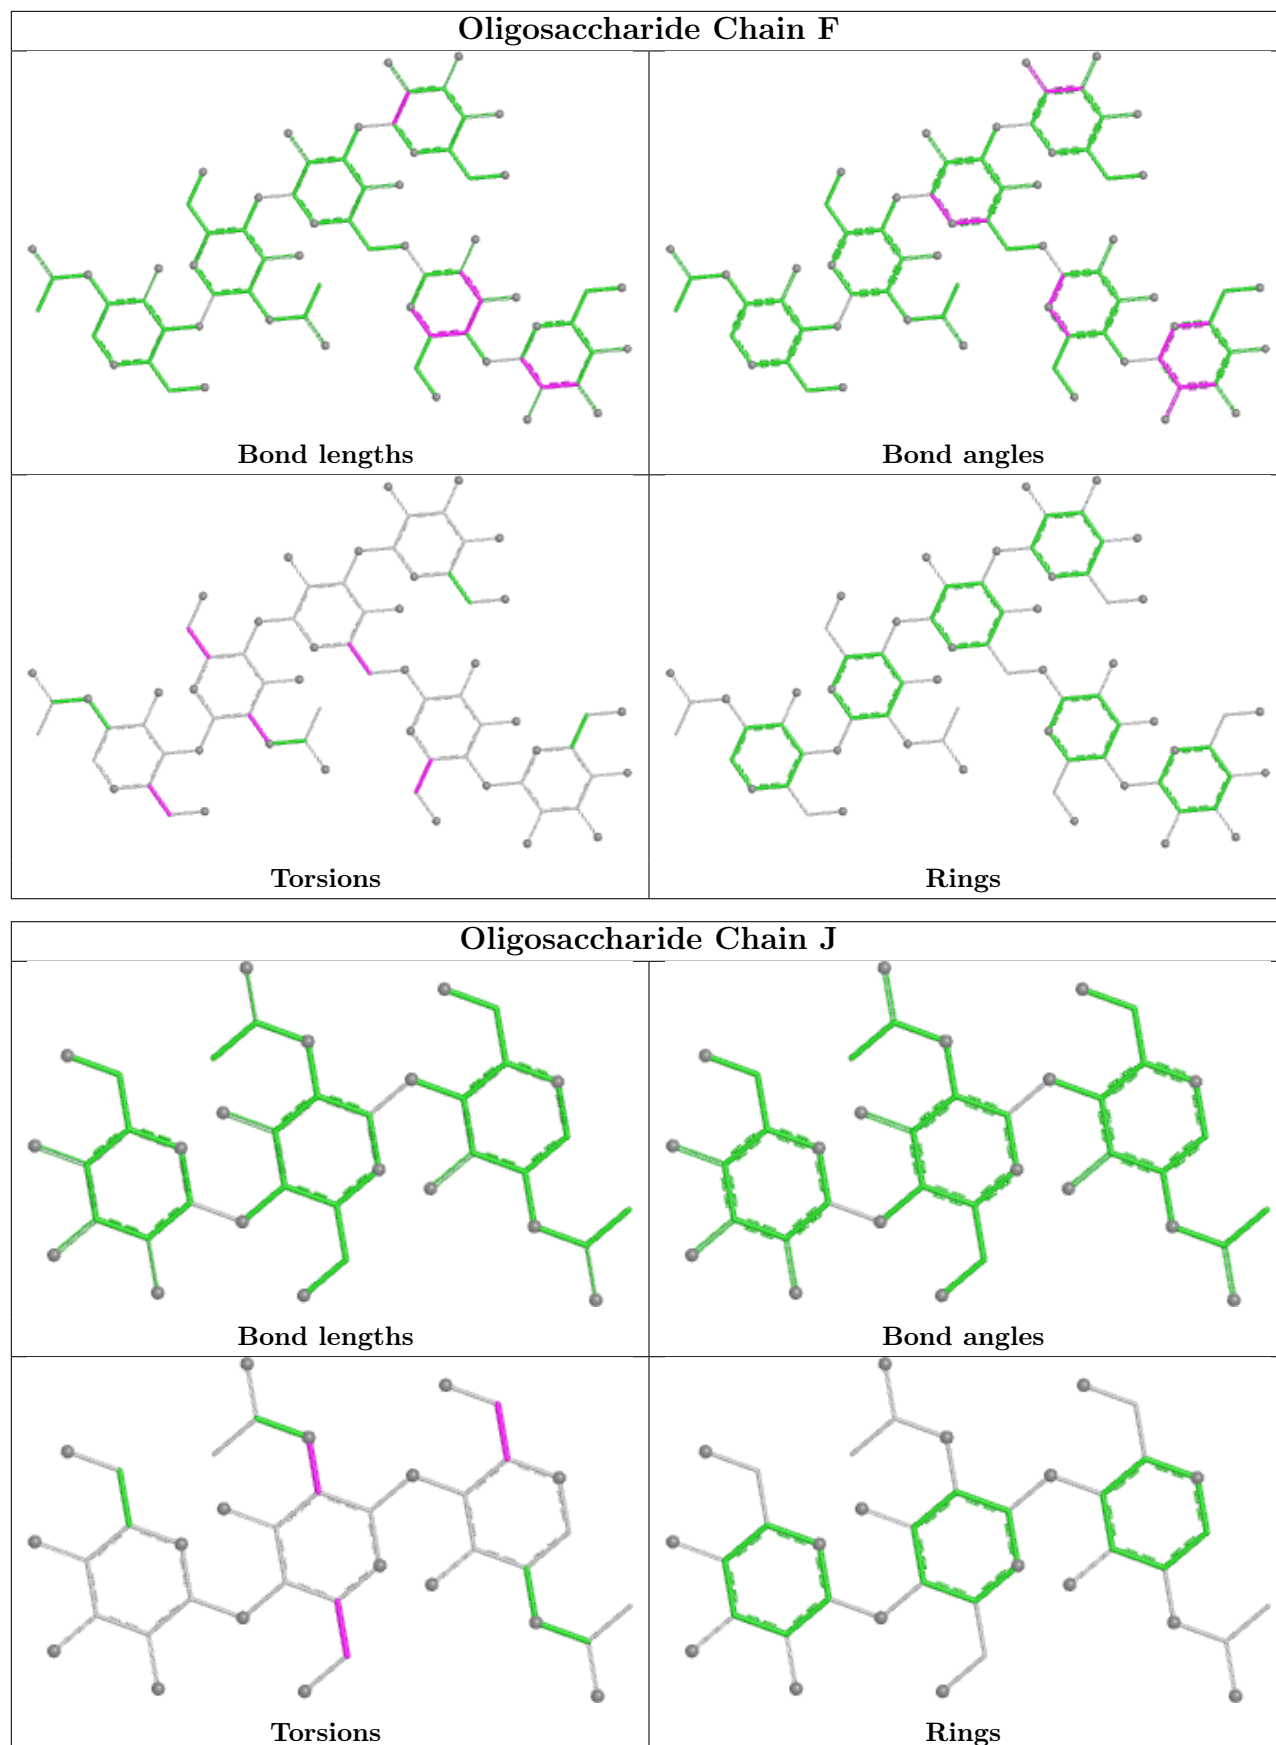 Oligosaccharide Chain F
Bond lengths
Bond angles
Torsions
Rings
Oligosaccharide Chain J
Bond lengths
Bond angles
Torsions
Rings